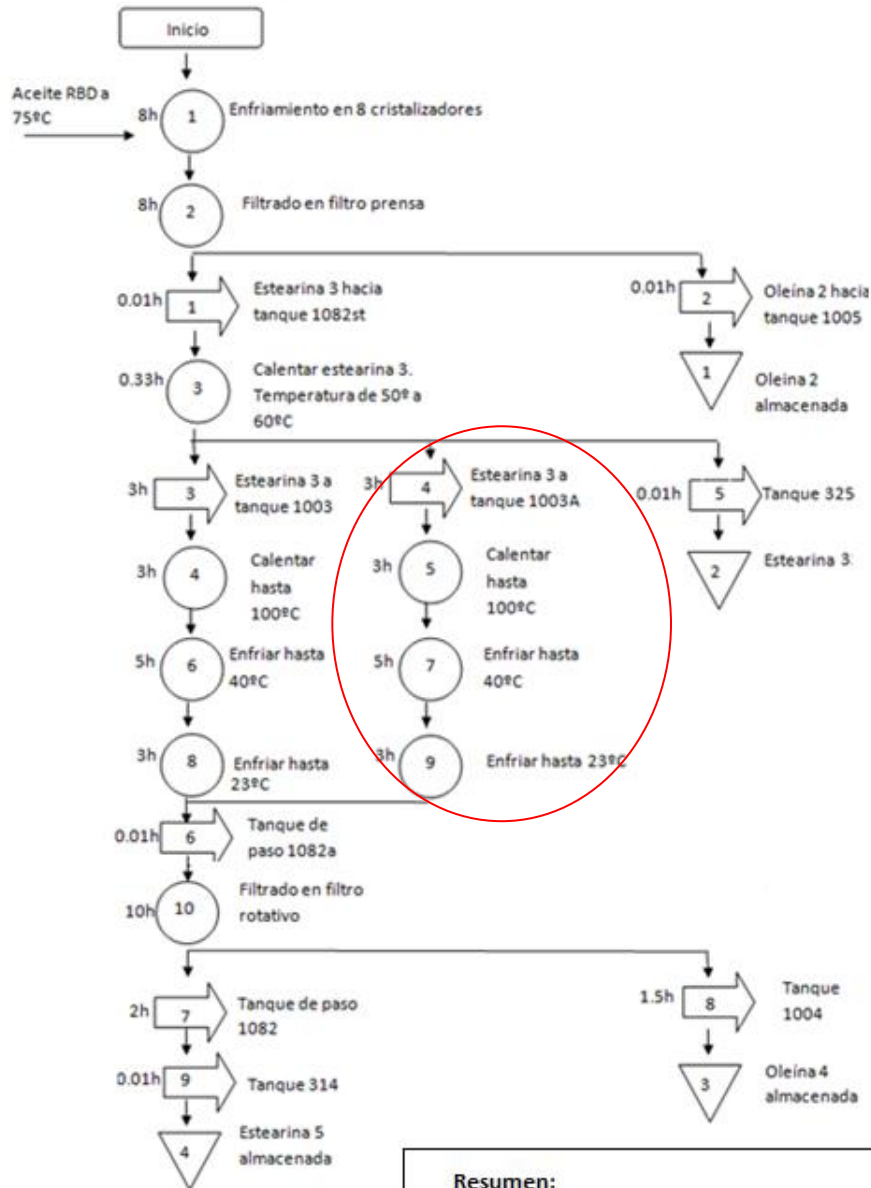 Inicio
Aceite RBD a
75ºC
8h
1
Enfriamiento en 8 cristalizadores
8h
2
Filtrado en filtro prensa
0.01h
1
Estearina 3 hacia
tanque 1082st
0.01h
2
Oleína 2 hacia
tanque 1005
0.33h
3
Calentar estearina 3.
Temperatura de 50º a
60ºC
1
Oleina 2
almacenada
3h
3
Estearina 3 a
tanque 1003
3h
4
Estearina 3 a
tanque 1003A
0.01h
5
Tanque 325
3h
4
Calentar
hasta
100ºC
3h
5
Calentar
hasta
100ºC
2
Estearina 3
5h
6
Enfriar hasta
40ºC
5h
7
Enfriar hasta
40ºC
3h
8
Enfriar hasta
23ºC
3h
9
Enfriar hasta 23ºC
0.01h
6
Tanque de
paso 1082a
10h
10
Filtrado en filtro
rotativo
2h
7
Tanque de paso
1082
1.5h
8
Tanque
1004
0.01h
9
Tanque 314
3
Oleína 4
almacenada
4
Estearina 5
almacenada
Resumen: